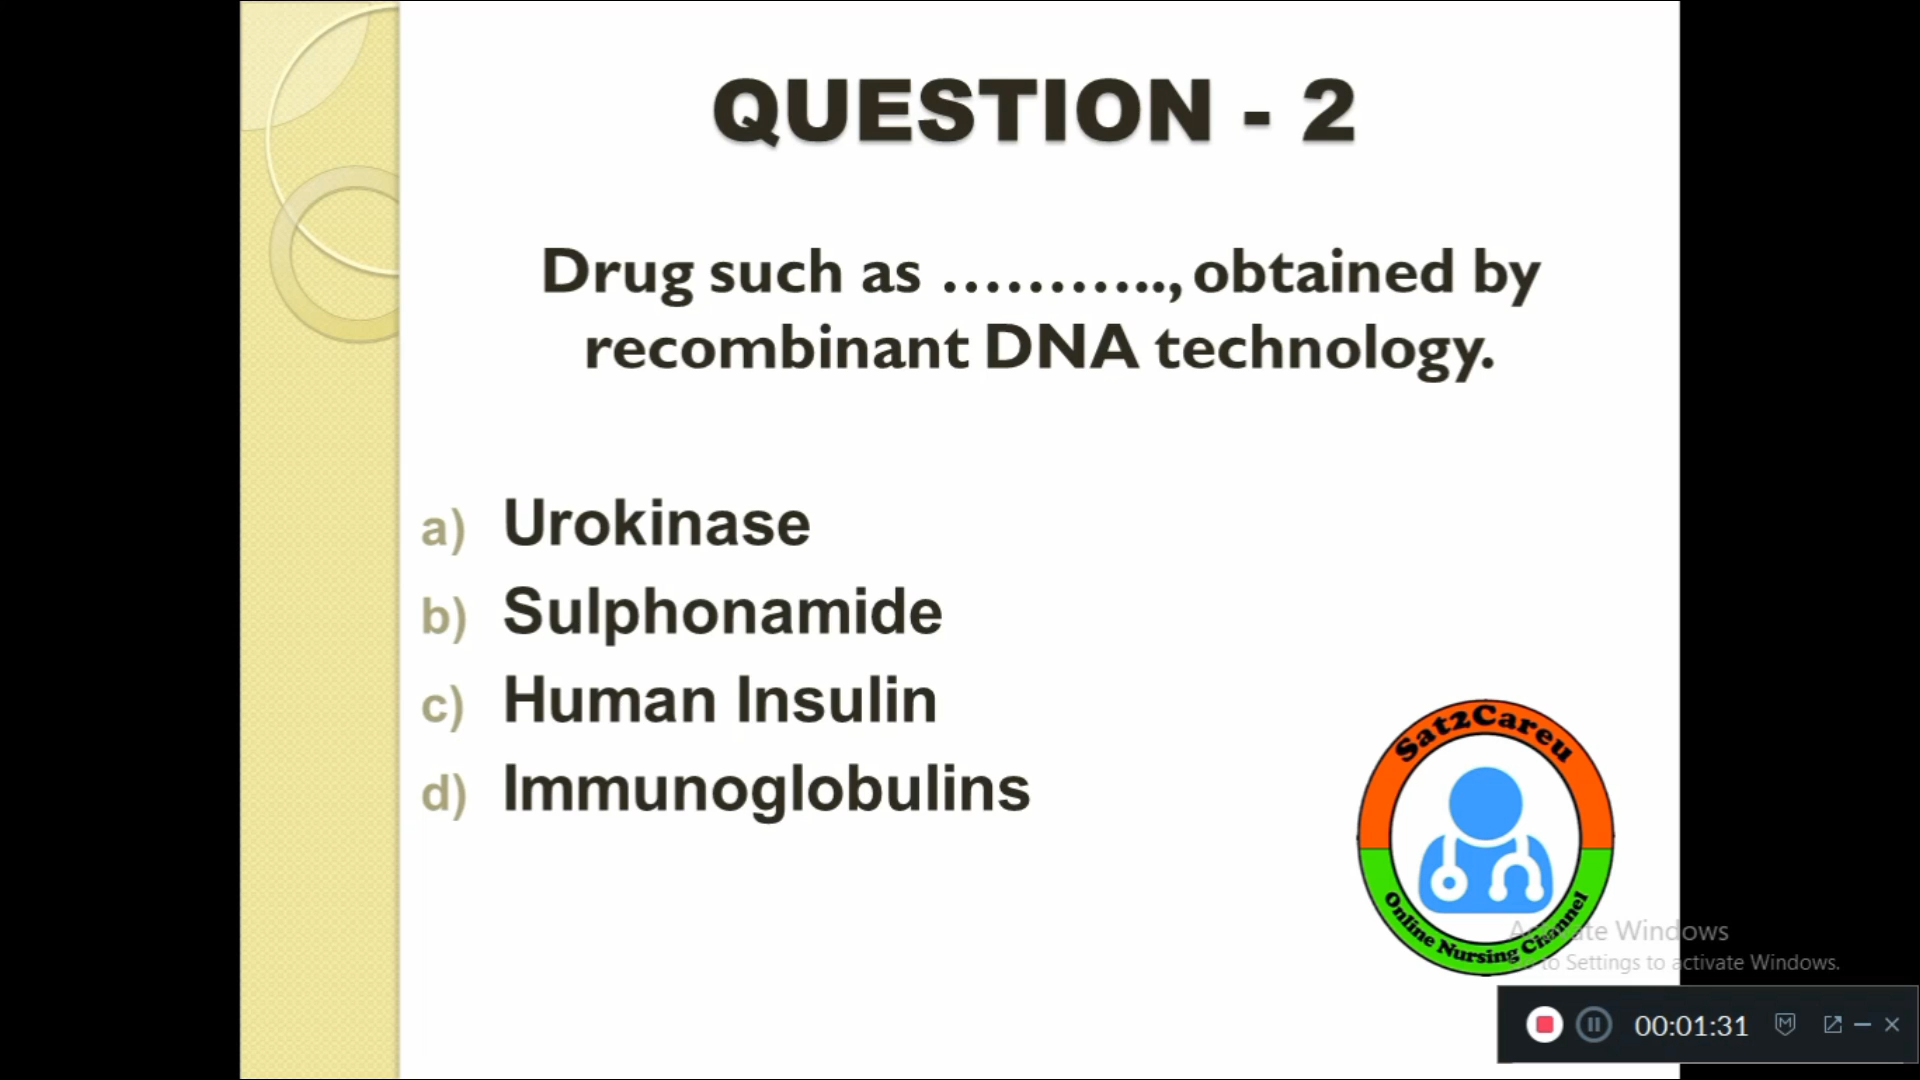 QUESTION - 2
Drug such as ……….., obtained by
recombinant DNA technology.
a) Urokinase
b) Sulphonamide
c) Human Insulin
d) Immunoglobulins
Sat2Careu
Online Nursing Channel
Windows
to Settings to activate Windows.
00:01:31